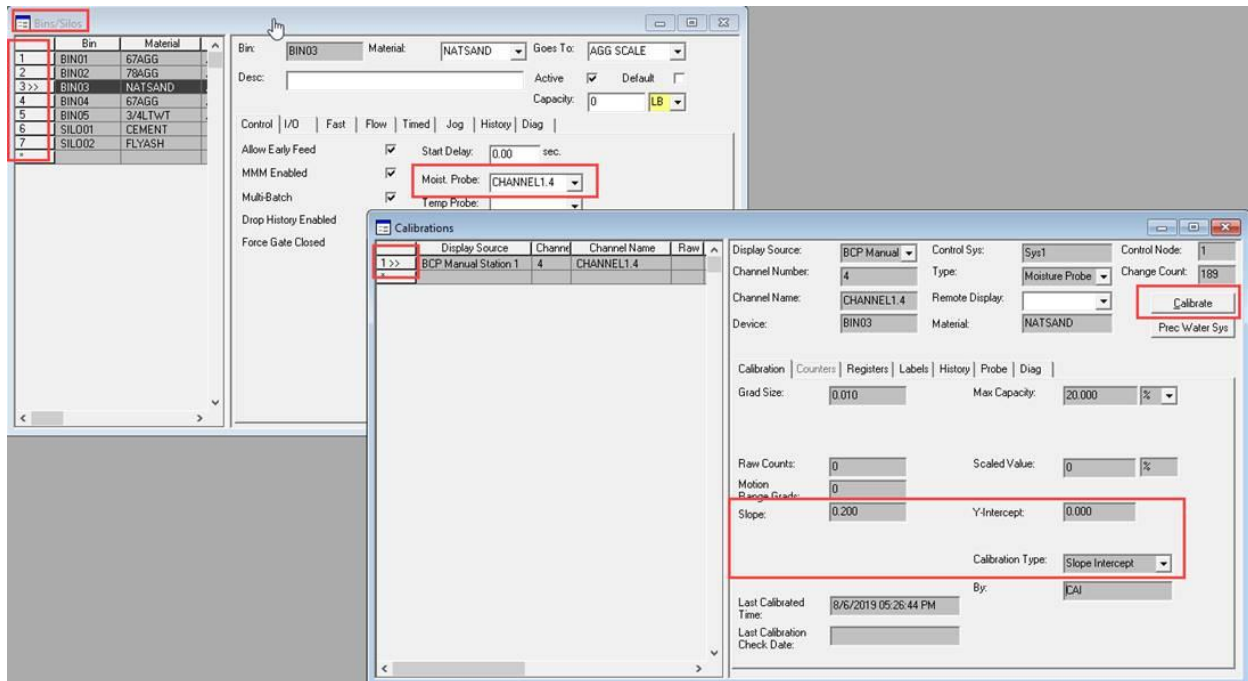 Bins/Silos
Bin Material
1 BIN01 67AGG
2 BIN02 78AGG
3>> BIN03 NATSAND
4 BIN04 67AGG
5 BIN05 3/4LTWT
6 SILO01 CEMENT
7 SILO02 FLYASH
*
Bin: BIN03 Material: NATSAND Goes To: AGG SCALE
Desc: Active Default
Capacity: 0 LB
Control I/O Fast Flow Timed Jog History Diag
Allow Early Feed Start Delay: 0.00 sec.
MMM Enabled Moist. Probe: CHANNEL1.4
Multi-Batch Temp Probe:
Drop History Enabled
Force Gate Closed
Calibrations
Display Source Channel Channel Name Raw
1>> BCP Manual Station 1 4 CHANNEL1.4
*
Display Source: BCP Manual Control Sys: Sys1 Control Node: 1
Channel Number: 4 Type: Moisture Probe Change Count: 189
Channel Name: CHANNEL1.4 Remote Display: Calibrate
Device: BIN03 Material: NATSAND Prec Water Sys
Calibration Counters Registers Labels History Probe Diag
Grad Size: 0.010 Max Capacity: 20.000 %
Raw Counts: 0 Scaled Value: 0 %
Motion
Range Grads: 0
Slope: 0.200 Y-Intercept: 0.000
Calibration Type: Slope Intercept
By: CAI
Last Calibrated
Time: 8/6/2019 05:26:44 PM
Last Calibration
Check Date: